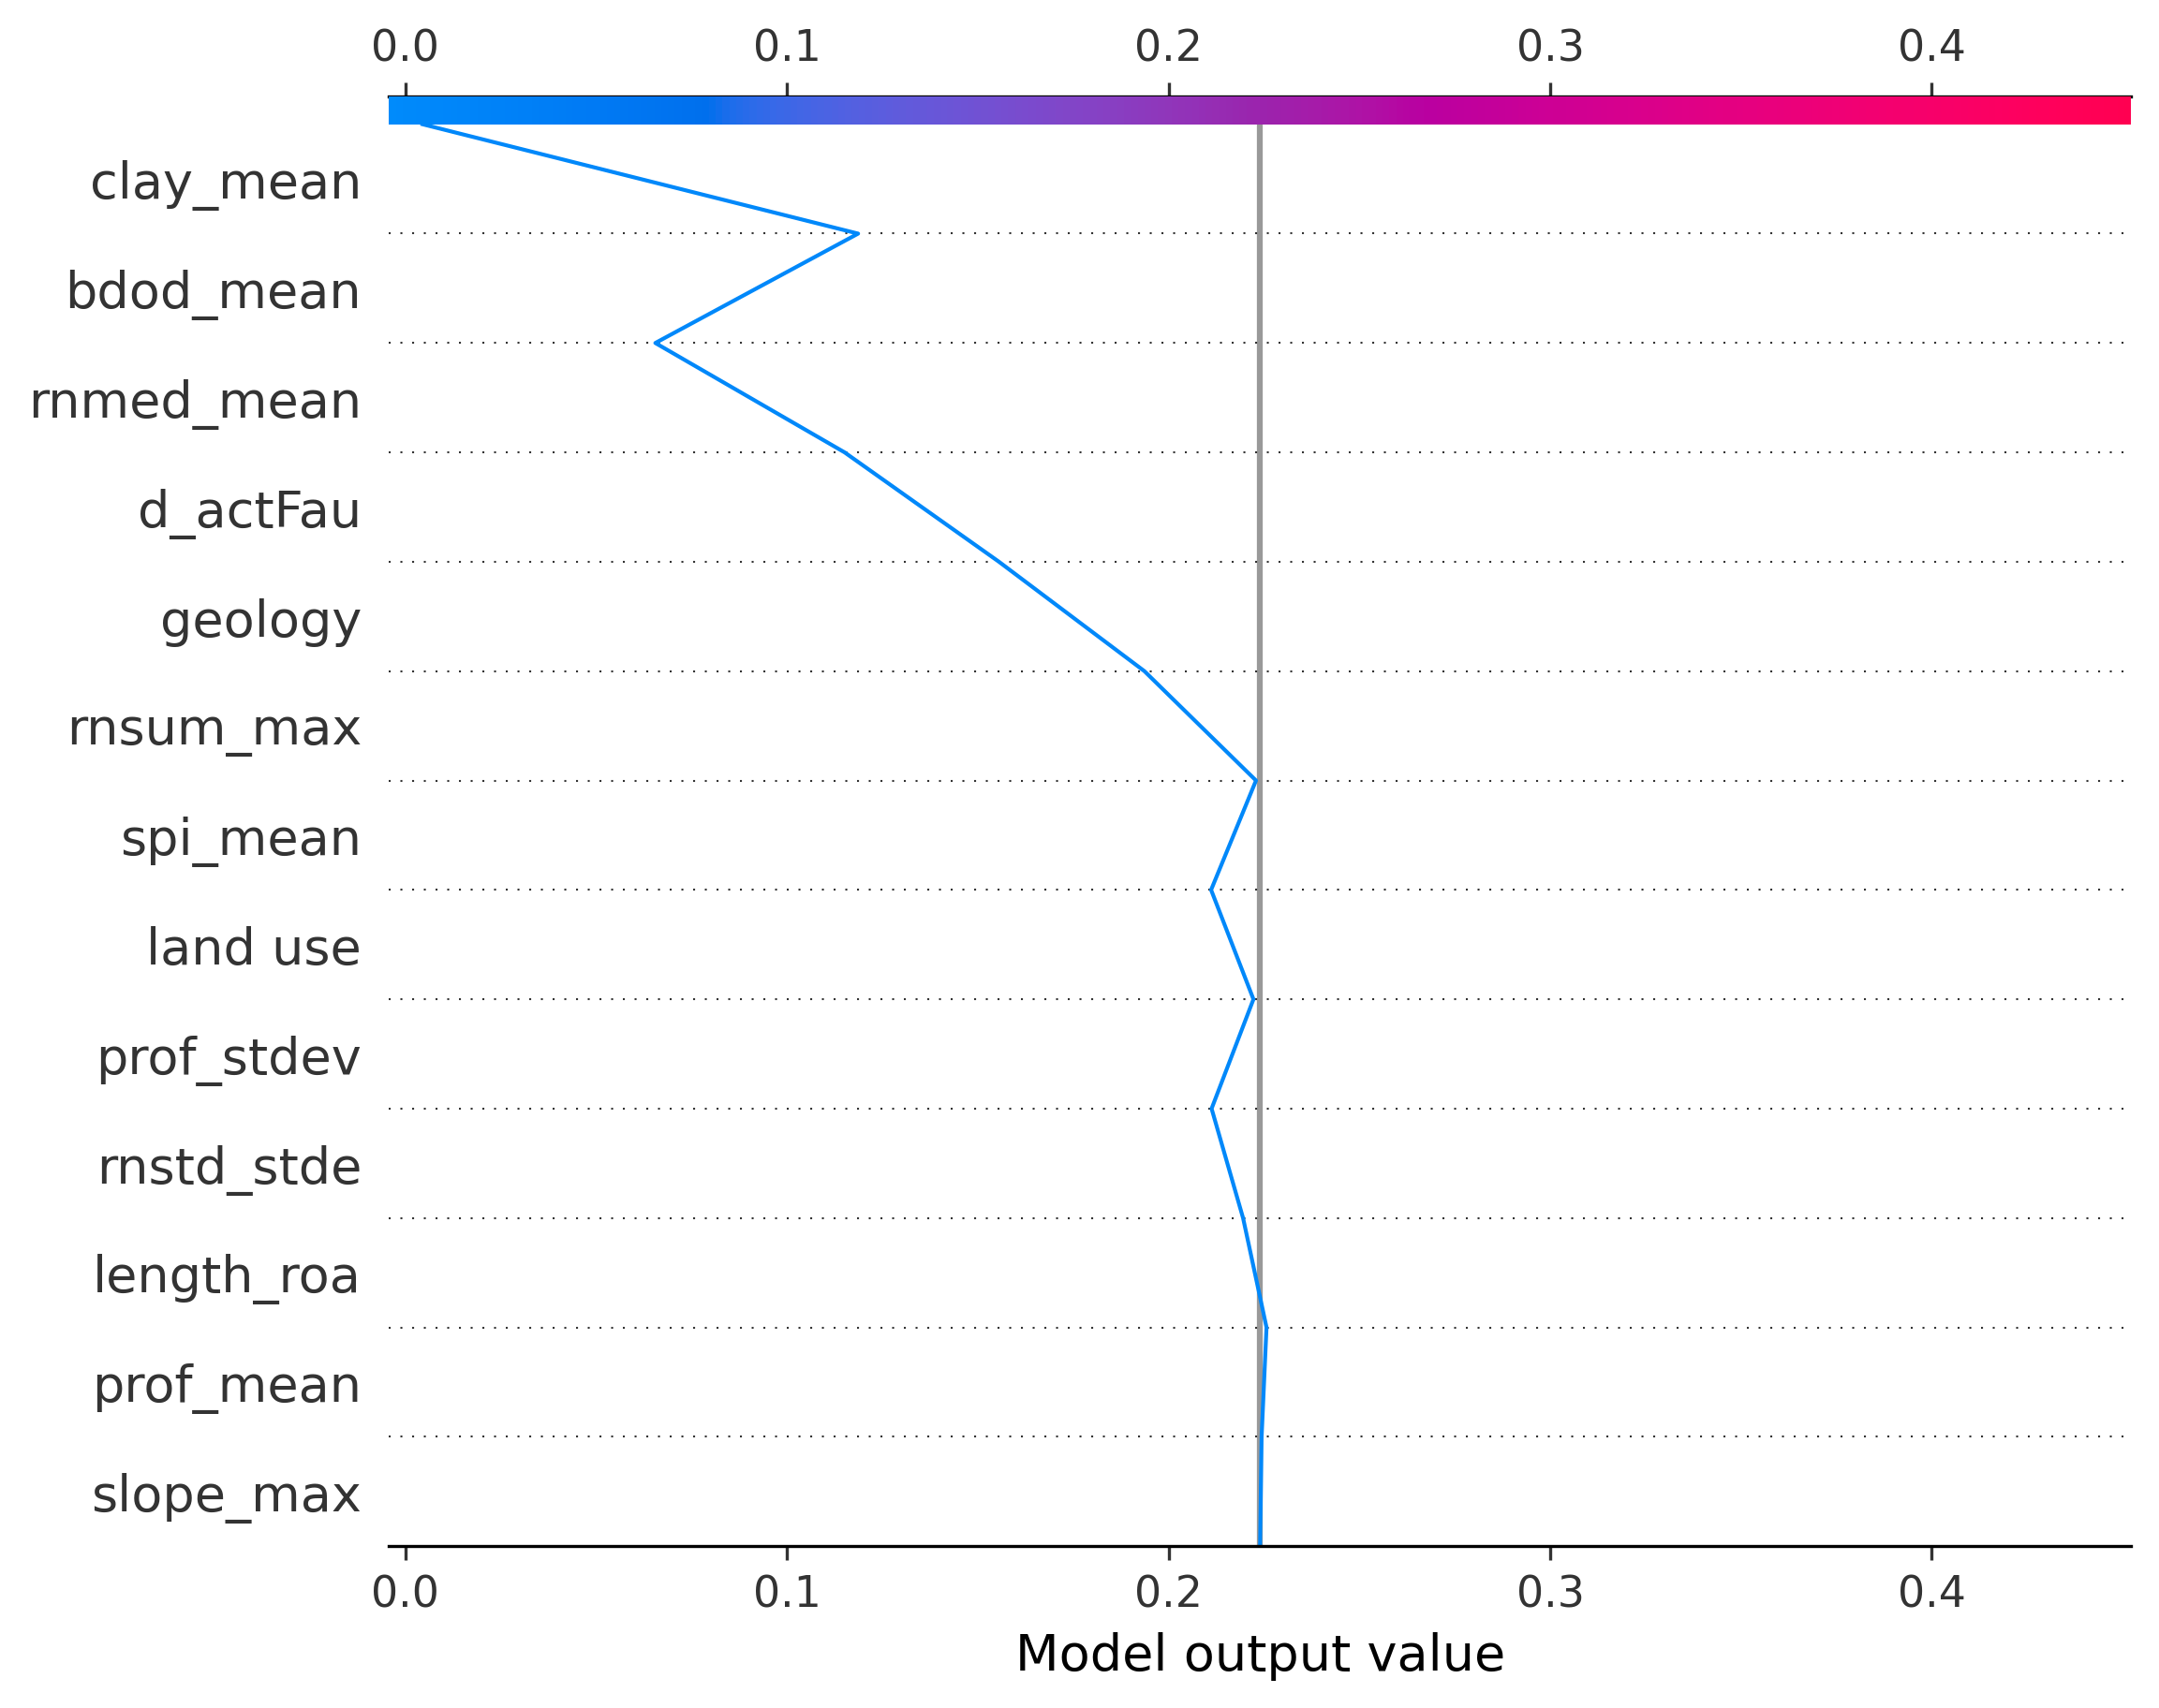 0.0 0.1 0.2 0.3 0.4
clay_mean
bdod_mean
rnmed_mean
d_actFau
geology
rnsum_max
spi_mean
land use
prof_stdev
rnstd_stde
length_roa
prof_mean
slope_max
0.0 0.1 0.2 0.3 0.4
Model output value